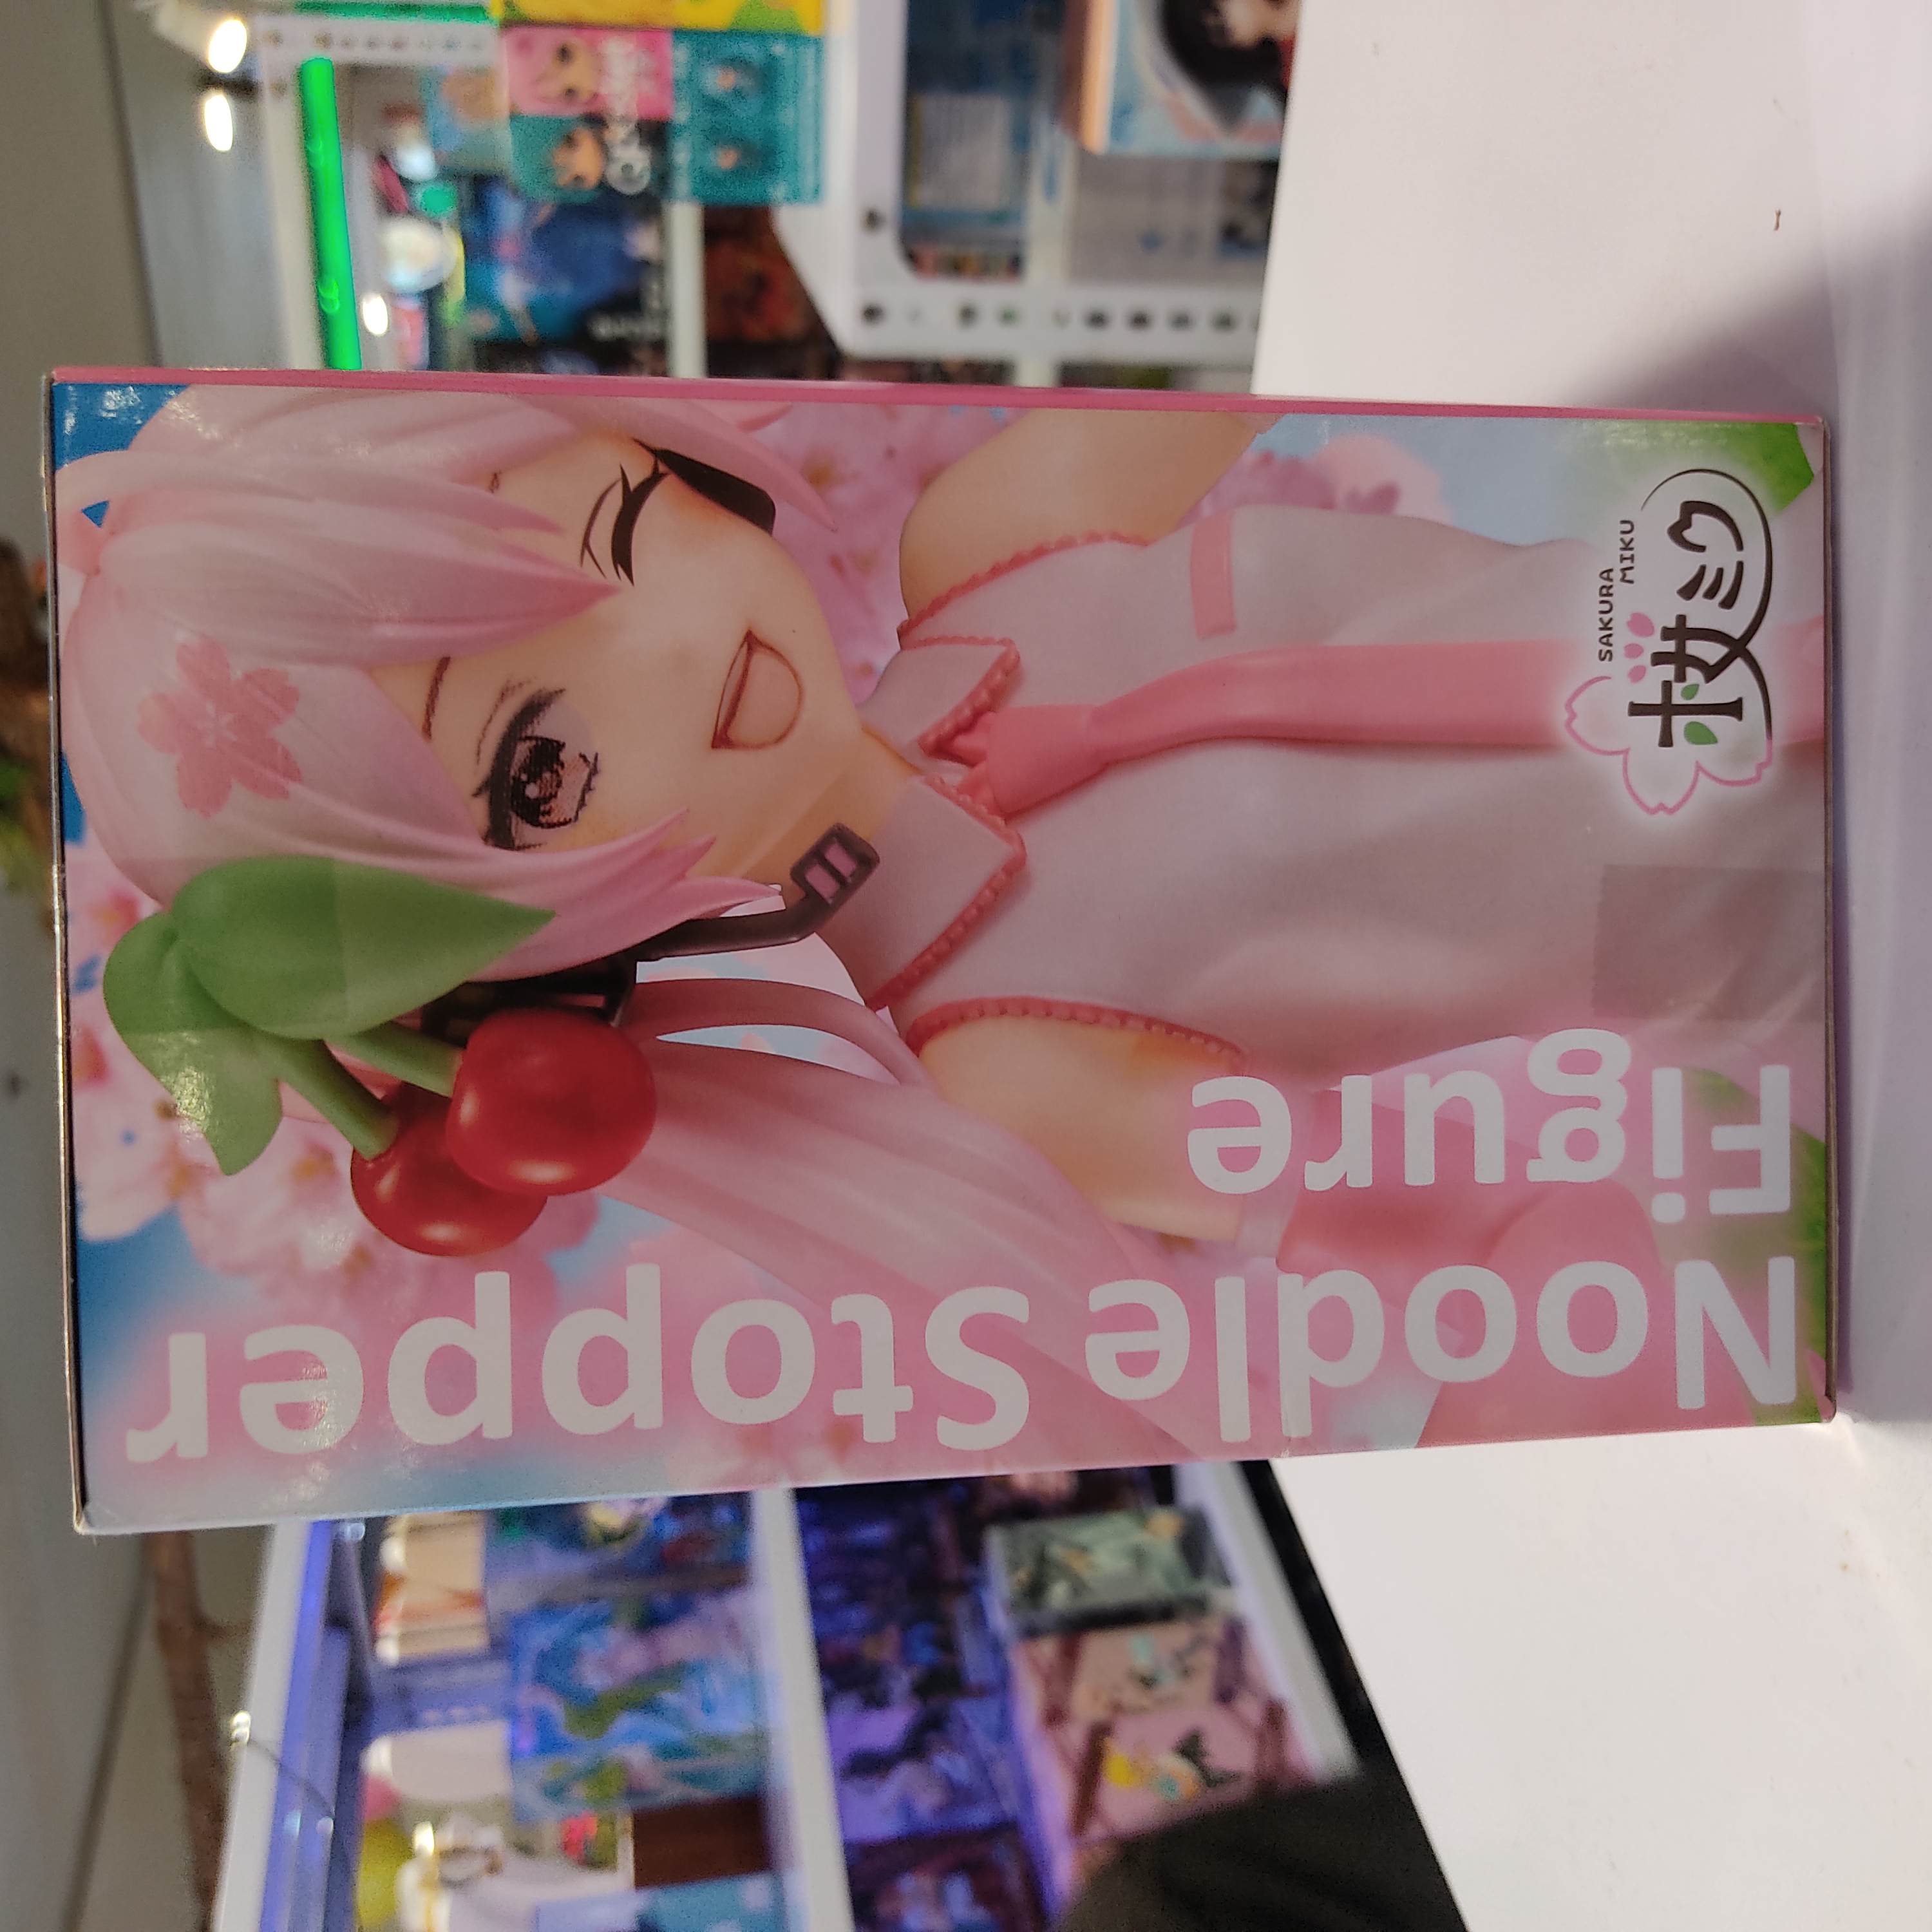 Noodle Stopper
Figure
SAKURA
MIKU
桜ミク